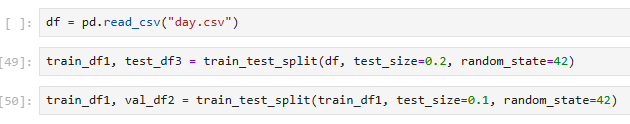 [ ]: df = pd.read_csv("day.csv")
[49]: train_df1, test_df3 = train_test_split(df, test_size=0.2, random_state=42)
[50]: train_df1, val_df2 = train_test_split(train_df1, test_size=0.1, random_state=42)